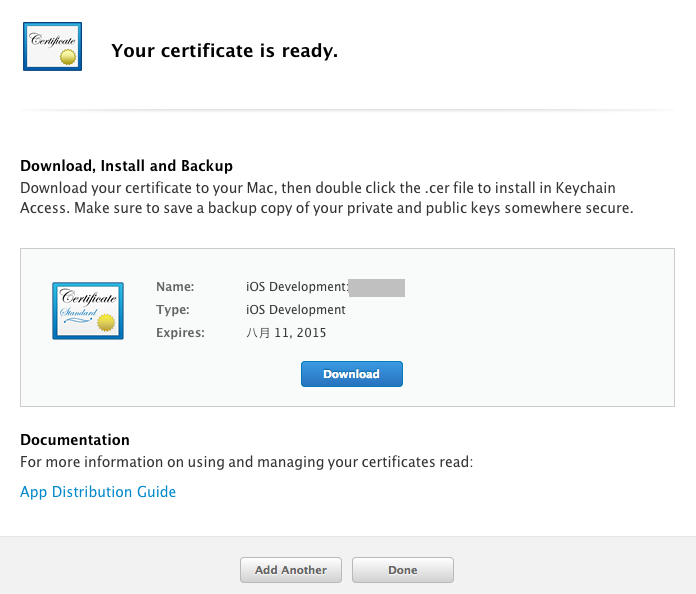 Certificate
Your certificate is ready.
Download, Install and Backup
Download your certificate to your Mac, then double click the .cer file to install in Keychain
Access. Make sure to save a backup copy of your private and public keys somewhere secure.
Certificate
Standard
Name: iOS Development:
Type: iOS Development
Expires: 八月 11, 2015
Download
Documentation
For more information on using and managing your certificates read:
App Distribution Guide
Add Another Done